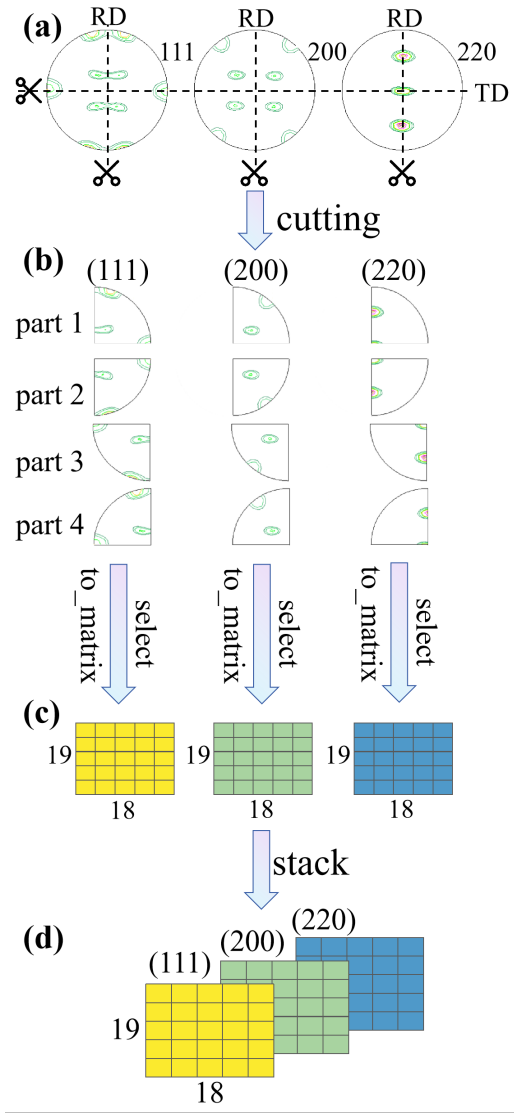 (a)
RD RD RD
111 200 220
TD
cutting
(b)
(111) (200) (220)
part 1
part 2
part 3
part 4
select
to_matrix
select
to_matrix
select
to_matrix
(c)
19 19 19
18 18 18
stack
(d)
(220)
(200)
(111)
19
18